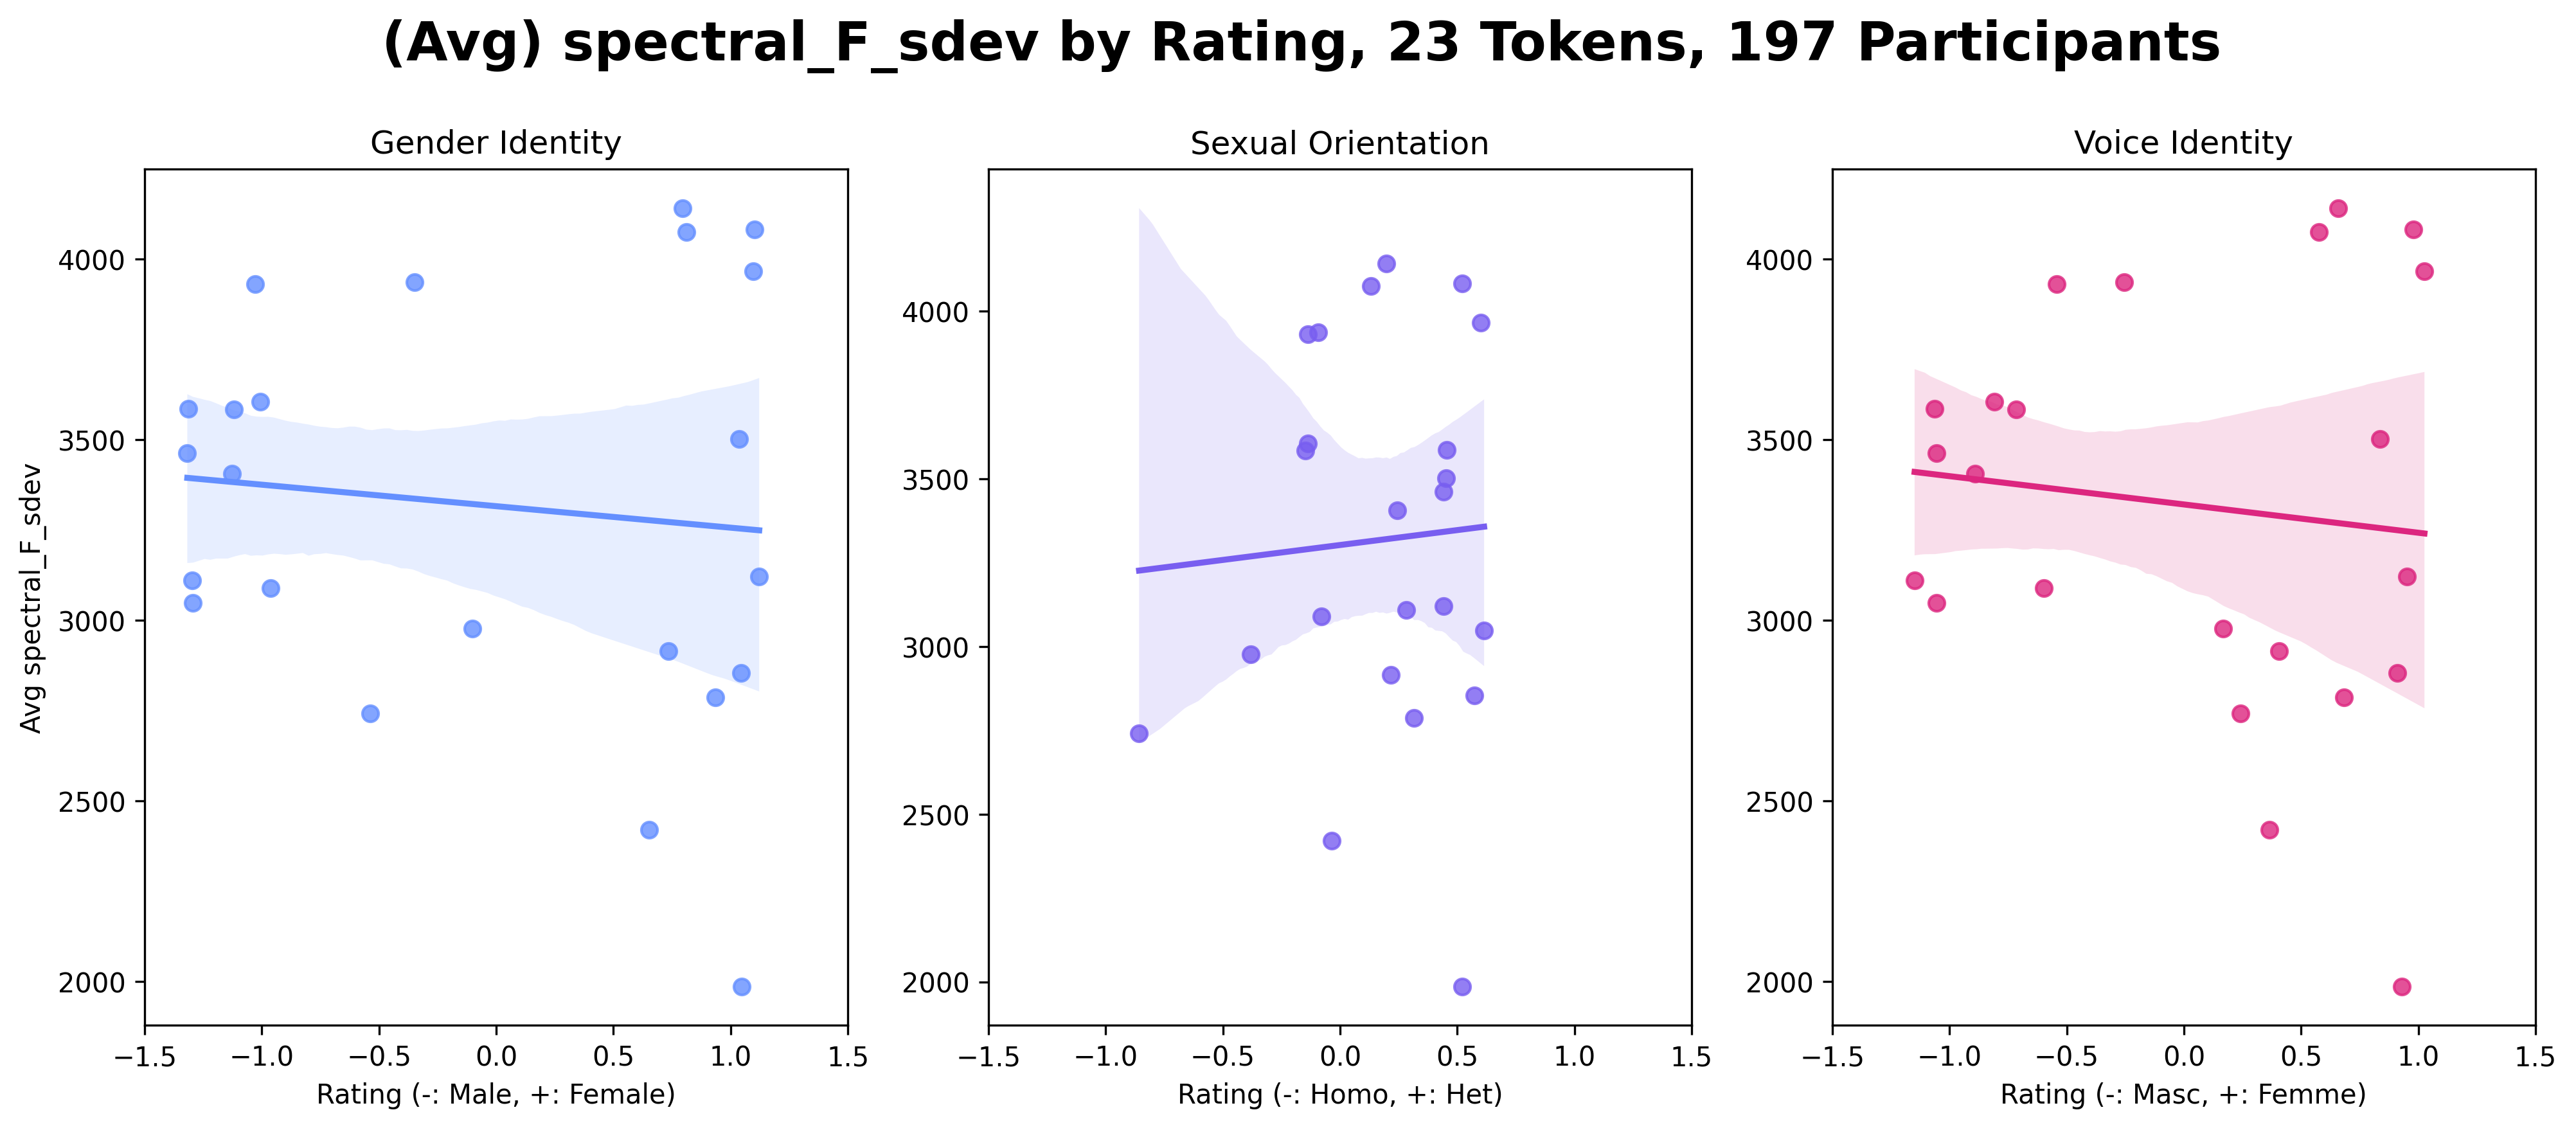 (Avg) spectral_F_sdev by Rating, 23 Tokens, 197 Participants
Gender Identity
Avg spectral_F_sdev
4000
3500
3000
2500
2000
−1.5 −1.0 −0.5 0.0 0.5 1.0 1.5
Rating (-: Male, +: Female)
Sexual Orientation
4000
3500
3000
2500
2000
−1.5 −1.0 −0.5 0.0 0.5 1.0 1.5
Rating (-: Homo, +: Het)
Voice Identity
4000
3500
3000
2500
2000
−1.5 −1.0 −0.5 0.0 0.5 1.0 1.5
Rating (-: Masc, +: Femme)